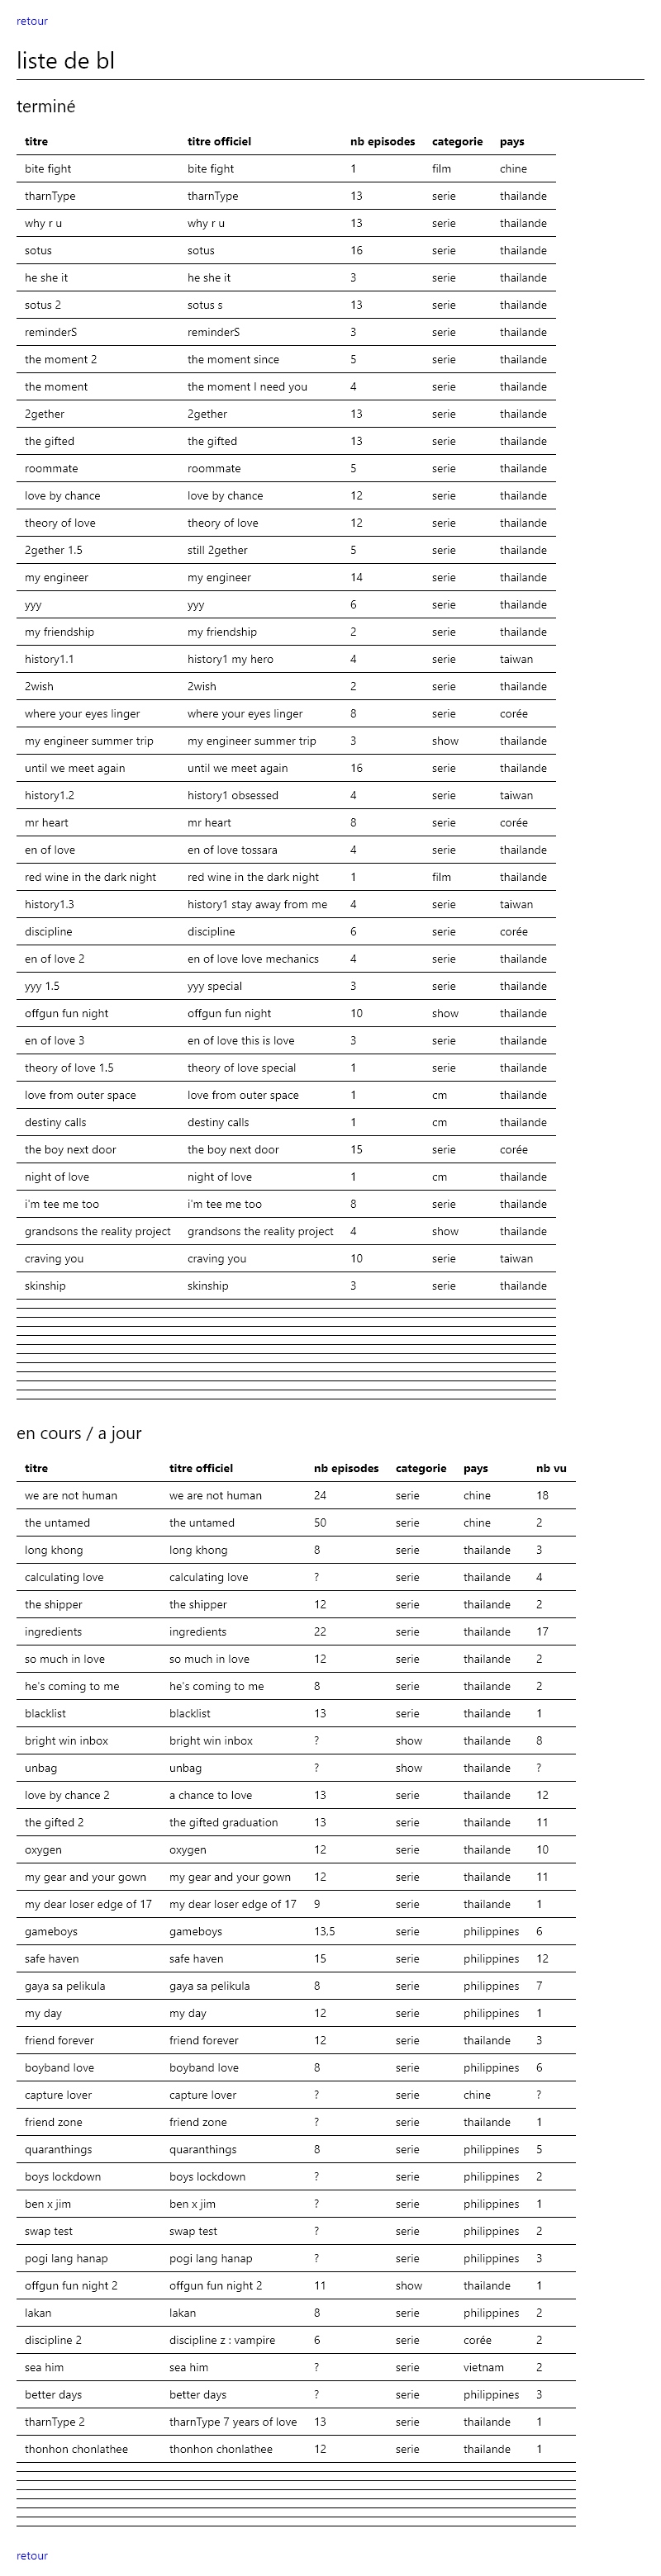 retour
liste de bl
terminé
titre titre officiel nb episodes categorie pays
bite fight bite fight 1 film chine
tharnType tharnType 13 serie thailande
why r u why r u 13 serie thailande
sotus sotus 16 serie thailande
he she it he she it 3 serie thailande
sotus 2 sotus s 13 serie thailande
reminderS reminderS 3 serie thailande
the moment 2 the moment since 5 serie thailande
the moment the moment I need you 4 serie thailande
2gether 2gether 13 serie thailande
the gifted the gifted 13 serie thailande
roommate roommate 5 serie thailande
love by chance love by chance 12 serie thailande
theory of love theory of love 12 serie thailande
2gether 1.5 still 2gether 5 serie thailande
my engineer my engineer 14 serie thailande
yyy yyy 6 serie thailande
my friendship my friendship 2 serie thailande
history1.1 history1 my hero 4 serie taiwan
2wish 2wish 2 serie thailande
where your eyes linger where your eyes linger 8 serie corée
my engineer summer trip my engineer summer trip 3 show thailande
until we meet again until we meet again 16 serie thailande
history1.2 history1 obsessed 4 serie taiwan
mr heart mr heart 8 serie corée
en of love en of love tossara 4 serie thailande
red wine in the dark night red wine in the dark night 1 film thailande
history1.3 history1 stay away from me 4 serie taiwan
discipline discipline 6 serie corée
en of love 2 en of love love mechanics 4 serie thailande
yyy 1.5 yyy special 3 serie thailande
offgun fun night offgun fun night 10 show thailande
en of love 3 en of love this is love 3 serie thailande
theory of love 1.5 theory of love special 1 serie thailande
love from outer space love from outer space 1 cm thailande
destiny calls destiny calls 1 cm thailande
the boy next door the boy next door 15 serie corée
night of love night of love 1 cm thailande
i'm tee me too i'm tee me too 8 serie thailande
grandsons the reality project grandsons the reality project 4 show thailande
craving you craving you 10 serie taiwan
skinship skinship 3 serie thailande
en cours / a jour
titre titre officiel nb episodes categorie pays nb vu
we are not human we are not human 24 serie chine 18
the untamed the untamed 50 serie chine 2
long khong long khong 8 serie thailande 3
calculating love calculating love ? serie thailande 4
the shipper the shipper 12 serie thailande 2
ingredients ingredients 22 serie thailande 17
so much in love so much in love 12 serie thailande 2
he's coming to me he's coming to me 8 serie thailande 2
blacklist blacklist 13 serie thailande 1
bright win inbox bright win inbox ? show thailande 8
unbag unbag ? show thailande ?
love by chance 2 a chance to love 13 serie thailande 12
the gifted 2 the gifted graduation 13 serie thailande 11
oxygen oxygen 12 serie thailande 10
my gear and your gown my gear and your gown 12 serie thailande 11
my dear loser edge of 17 my dear loser edge of 17 9 serie thailande 1
gameboys gameboys 13,5 serie philippines 6
safe haven safe haven 15 serie philippines 12
gaya sa pelikula gaya sa pelikula 8 serie philippines 7
my day my day 12 serie philippines 1
friend forever friend forever 12 serie thailande 3
boyband love boyband love 8 serie philippines 6
capture lover capture lover ? serie chine ?
friend zone friend zone ? serie thailande 1
quaranthings quaranthings 8 serie philippines 5
boys lockdown boys lockdown ? serie philippines 2
ben x jim ben x jim ? serie philippines 1
swap test swap test ? serie philippines 2
pogi lang hanap pogi lang hanap ? serie philippines 3
offgun fun night 2 offgun fun night 2 11 show thailande 1
lakan lakan 8 serie philippines 2
discipline 2 discipline z : vampire 6 serie corée 2
sea him sea him ? serie vietnam 2
better days better days ? serie philippines 3
tharnType 2 tharnType 7 years of love 13 serie thailande 1
thonhon chonlathee thonhon chonlathee 12 serie thailande 1
retour